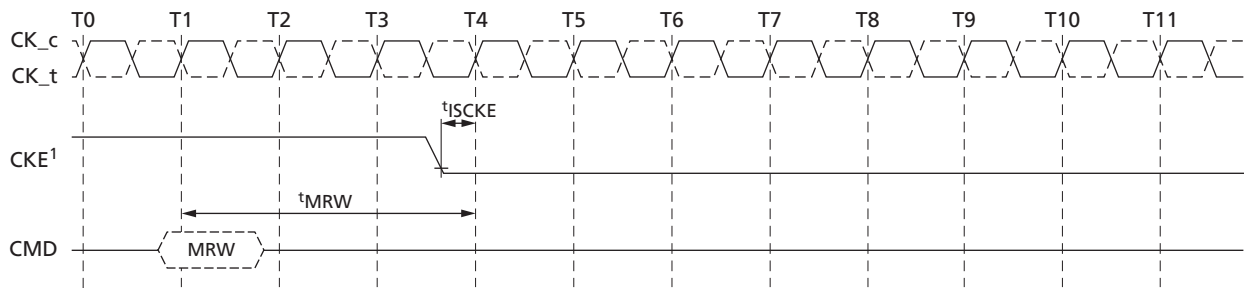 T0 T1 T2 T3 T4 T5 T6 T7 T8 T9 T10 T11
CK_c
CK_t
tISCKE
CKE1
tMRW
CMD MRW